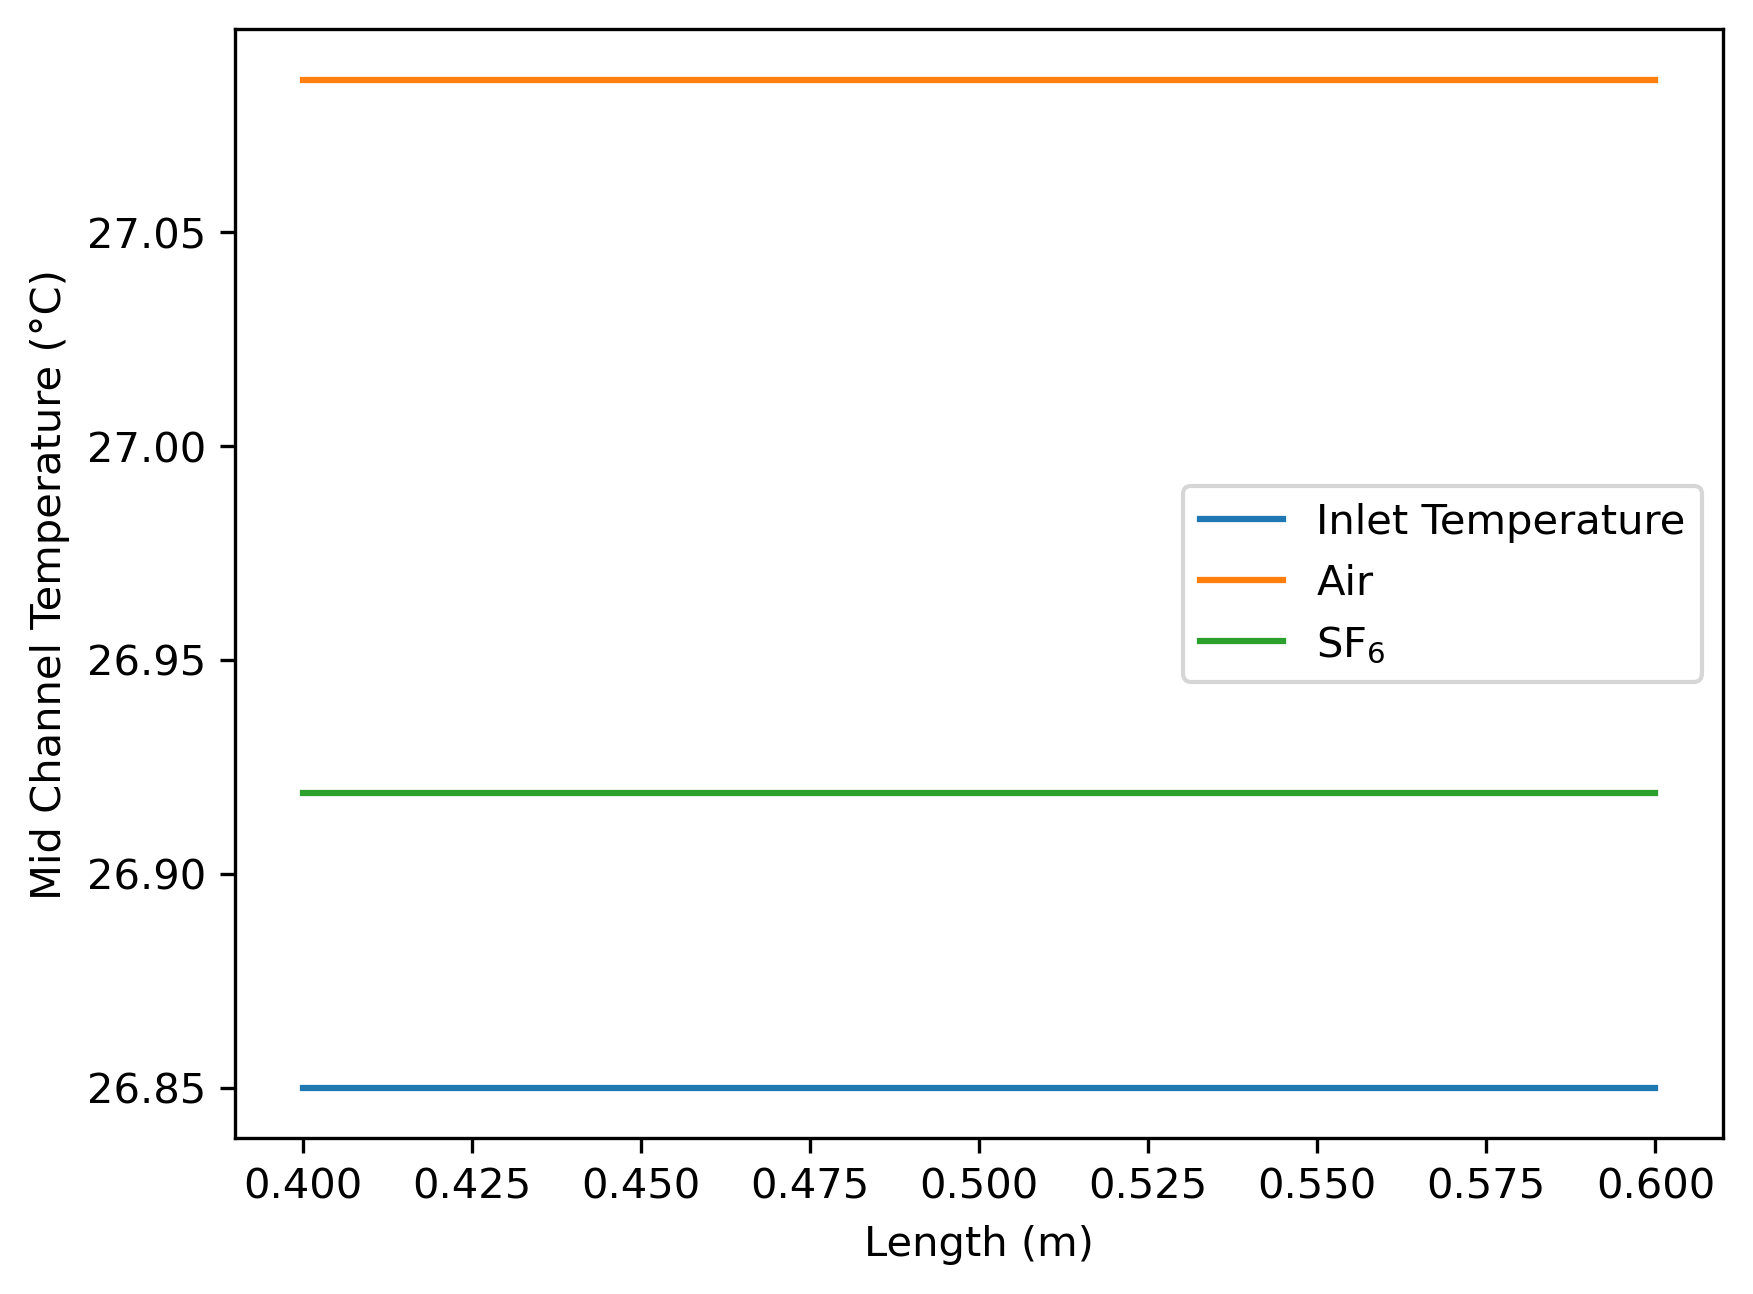 Mid Channel Temperature (°C)
27.05
27.00
26.95
26.90
26.85
Inlet Temperature
Air
SF₆
0.400 0.425 0.450 0.475 0.500 0.525 0.550 0.575 0.600
Length (m)